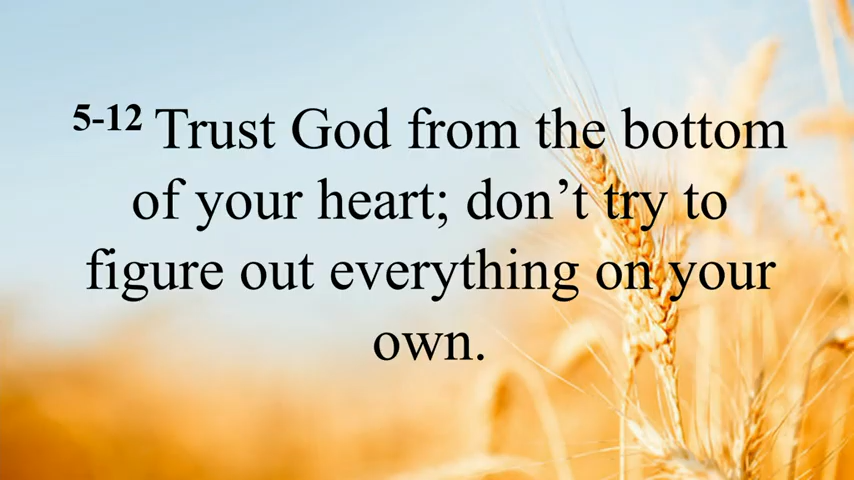 5-12 Trust God from the bottom
of your heart; don’t try to
figure out everything on your
own.